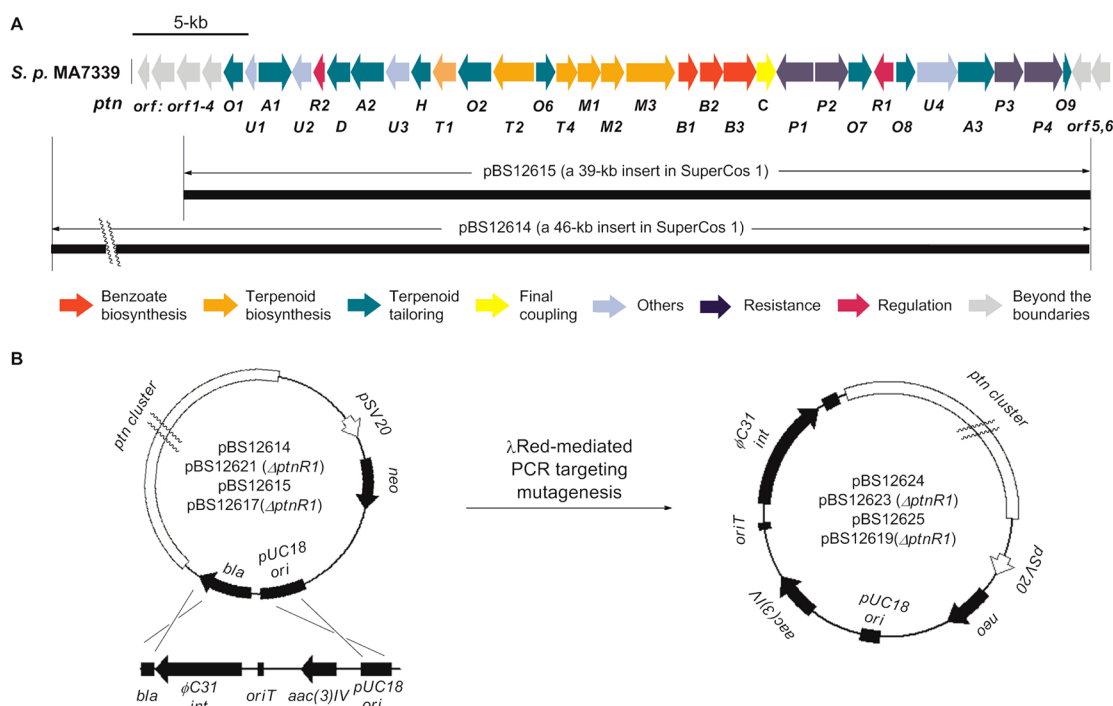 A
5-kb
S. p. MA7339
ptn
orf: orf1-4 O1 A1 R2 A2 H O2 O6 M1 M3 B2 C P2 R1 U4 P3 O9
U1 U2 D U3 T1 T2 T4 M2 B1 B3 P1 O7 O8 A3 P4 orf5,6
pBS12615 (a 39-kb insert in SuperCos 1)
pBS12614 (a 46-kb insert in SuperCos 1)
Benzoate
biosynthesis
Terpenoid
biosynthesis
Terpenoid
tailoring
Final
coupling
Others
Resistance
Regulation
Beyond the
boundaries
B
ptn cluster
pSV20
neo
pUC18
ori
bla
pBS12614
pBS12621 (ΔptnR1)
pBS12615
pBS12617(ΔptnR1)
bla
ϕC31
int
oriT
aac(3)IV
pUC18
ori
λRed-mediated
PCR targeting
mutagenesis
ϕC31
int
ptn cluster
pBS12624
pBS12623 (ΔptnR1)
pBS12625
pBS12619(ΔptnR1)
oriT
aac(3)IV
pUC18
ori
neo
pSV20